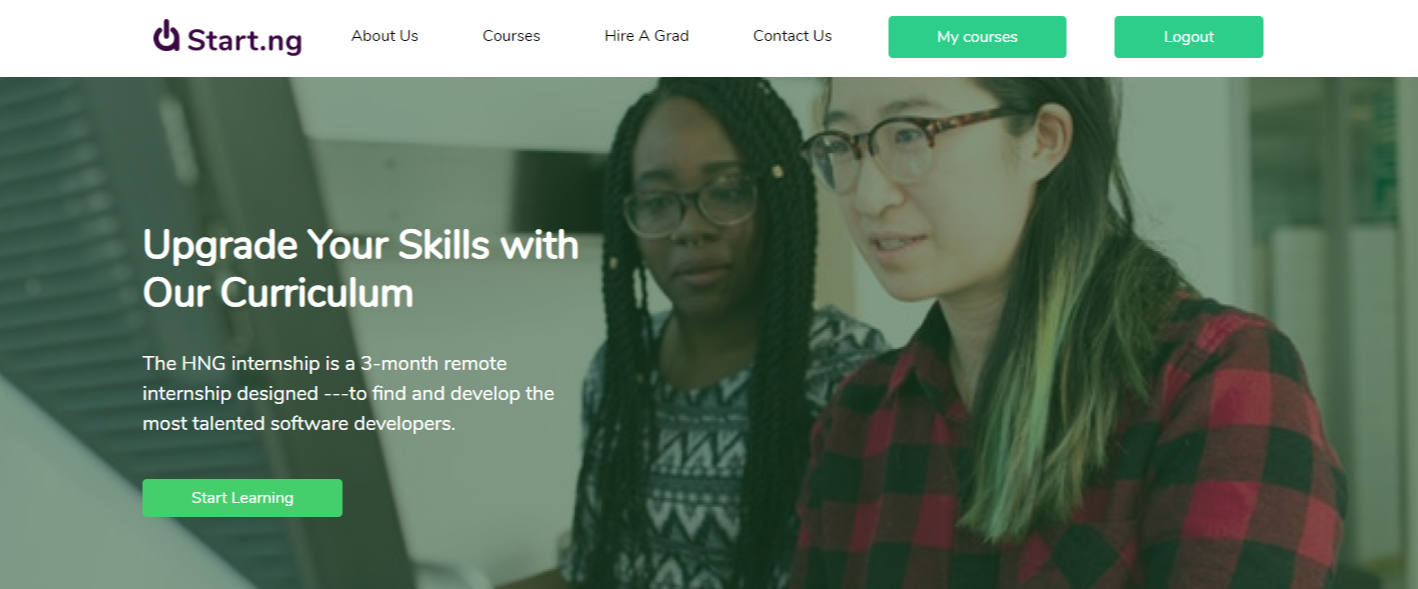 Start.ng
About Us
Courses
Hire A Grad
Contact Us
My courses
Logout
Upgrade Your Skills with
Our Curriculum
The HNG internship is a 3-month remote
internship designed ---to find and develop the
most talented software developers.
Start Learning